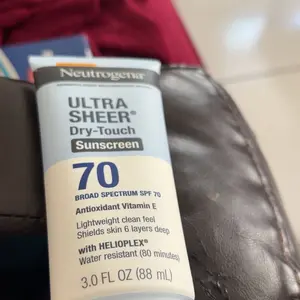 Neutrogena®
ULTRA
SHEER®
Dry-Touch
Sunscreen
70
BROAD SPECTRUM SPF 70
Antioxidant Vitamin E
Lightweight clean feel
Shields skin 6 layers deep
with HELIOPLEX®
Water resistant (80 minutes)
3.0 FL OZ (88 mL)